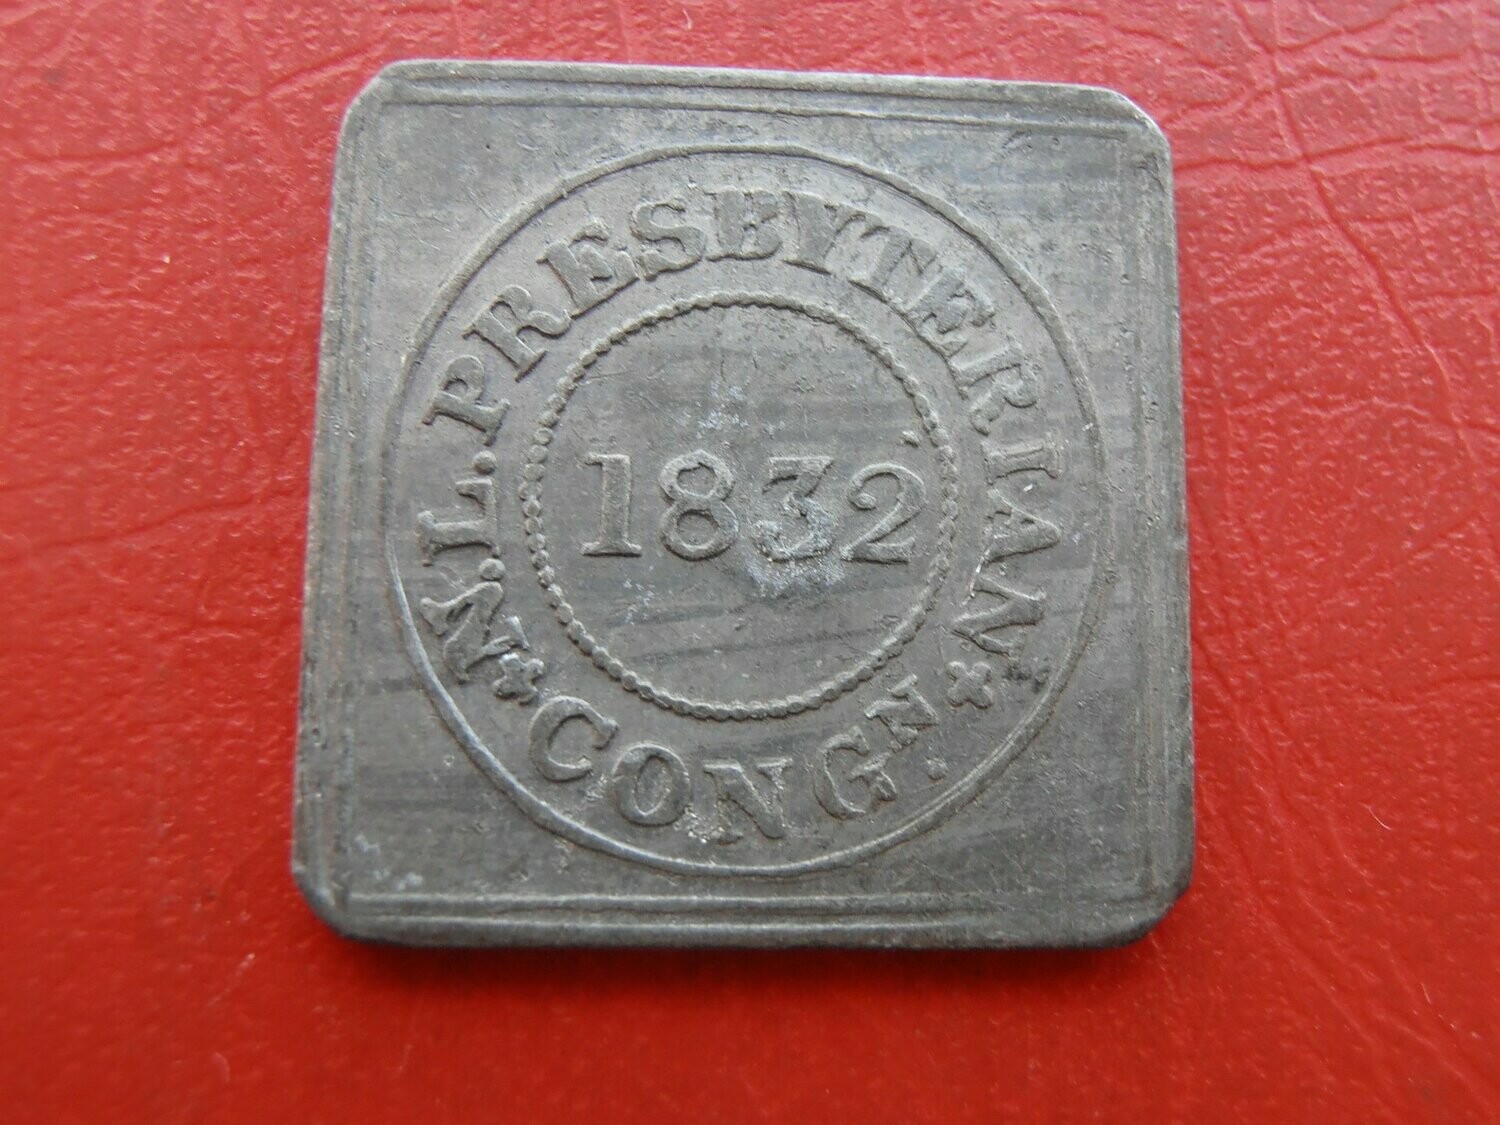 N.L. PRESBYTERIAN
CONGN.
1832